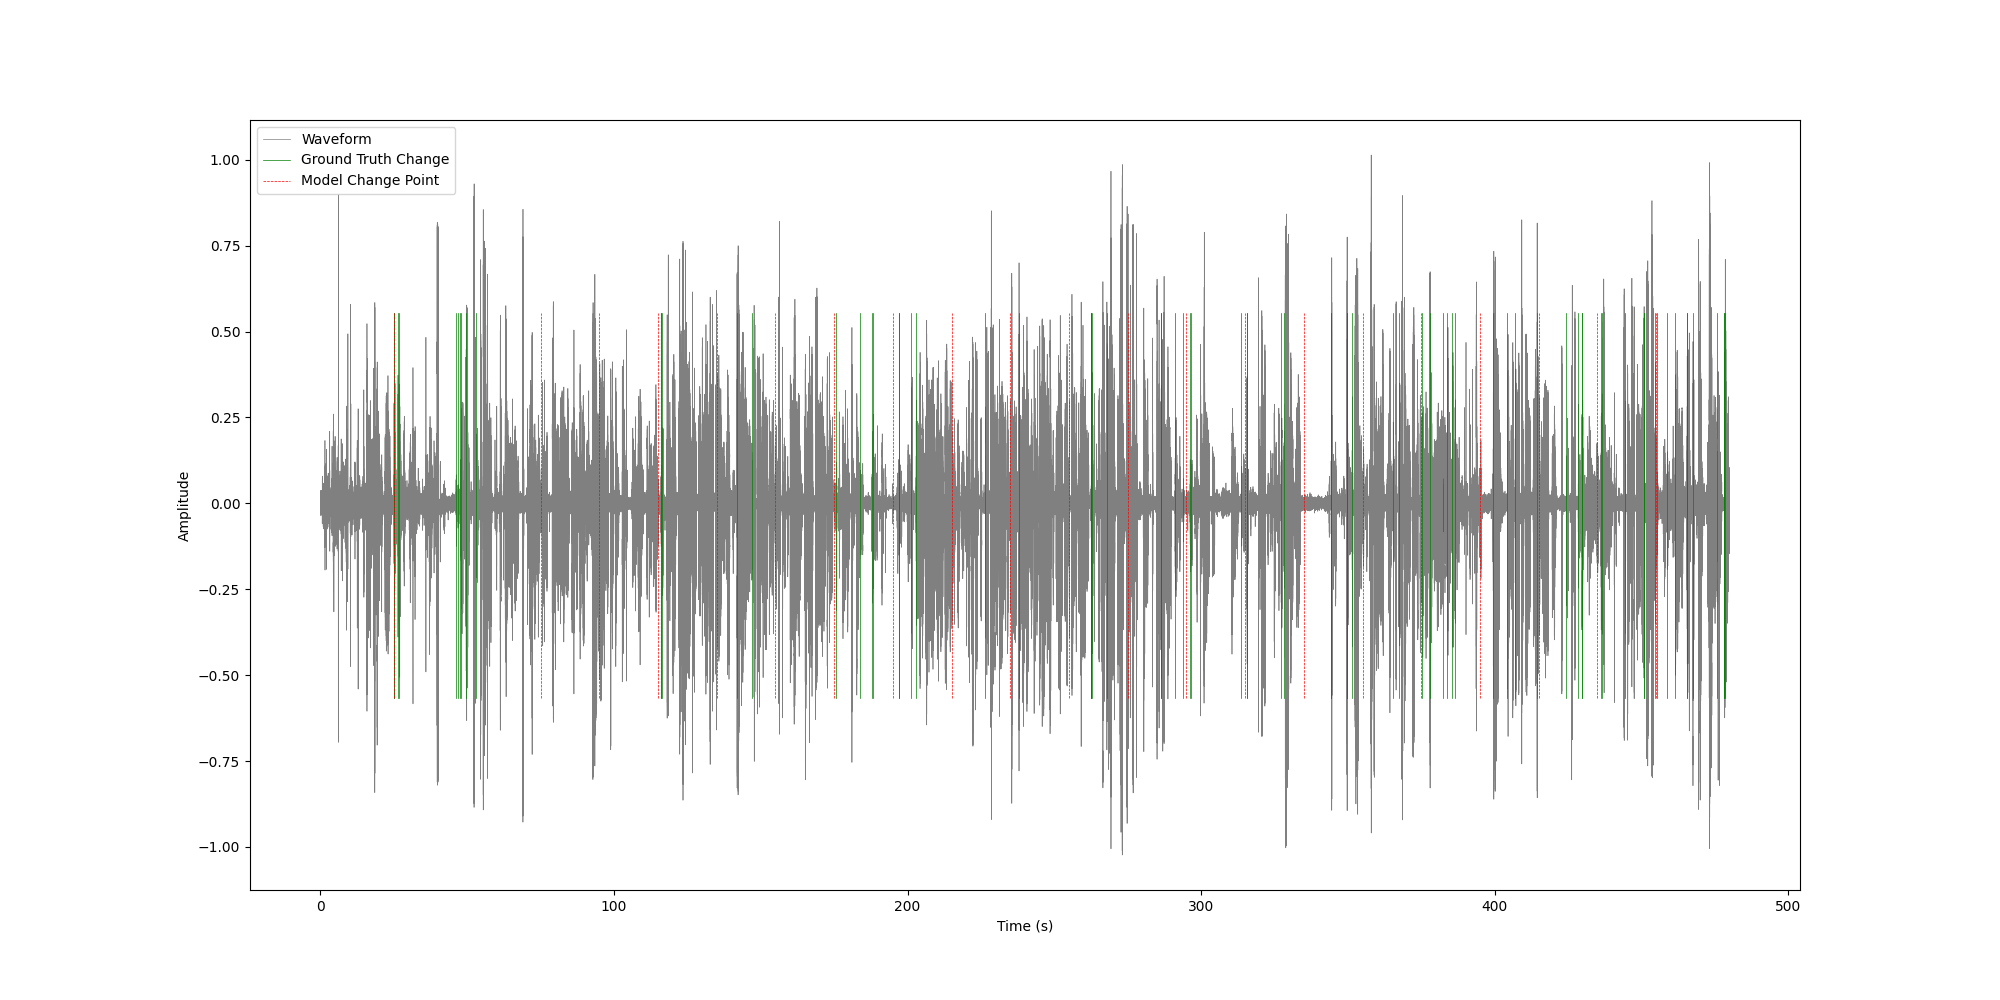 Waveform
Ground Truth Change
Model Change Point
1.00
0.75
0.50
0.25
0.00
−0.25
−0.50
−0.75
−1.00
Amplitude
0 100 200 300 400 500
Time (s)